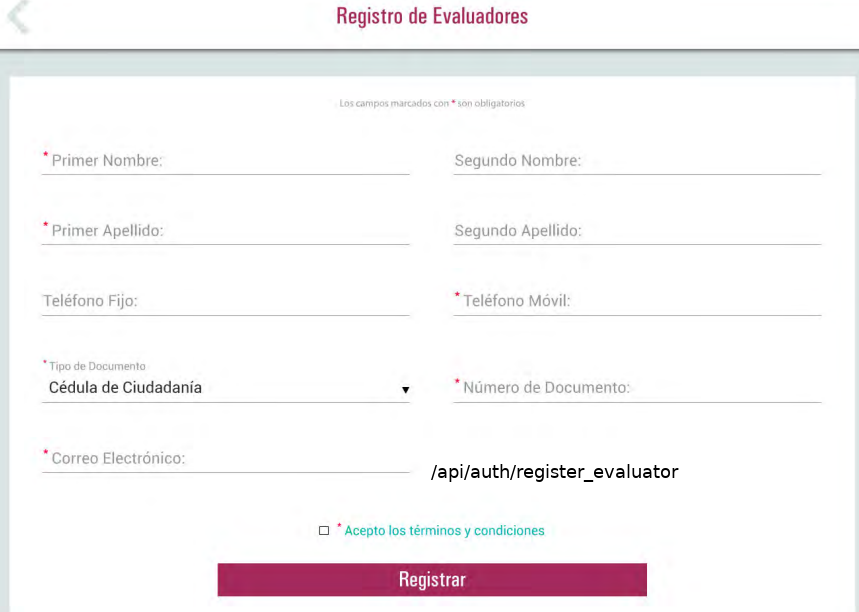 Registro de Evaluadores
Los campos marcados con * son obligatorios
* Primer Nombre:
Segundo Nombre:
* Primer Apellido:
Segundo Apellido:
Teléfono Fijo:
* Teléfono Móvil:
* Tipo de Documento
Cédula de Ciudadanía
* Número de Documento:
* Correo Electrónico:
/api/auth/register_evaluator
* Acepto los términos y condiciones
Registrar